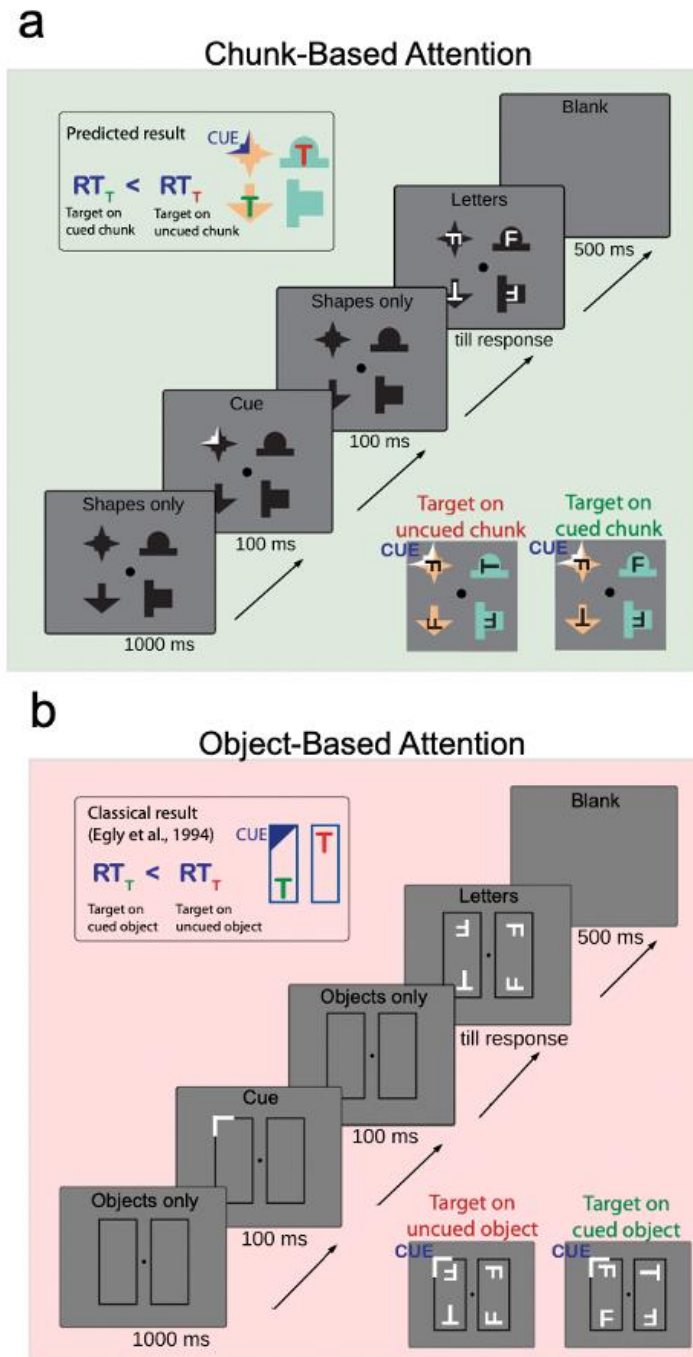 a
Chunk-Based Attention
Predicted result
CUE
T
RT_T < RT_T
T
Target on Target on
cued chunk uncued chunk
Blank
500 ms
Letters
F F
T F
till response
Shapes only
100 ms
Cue
100 ms
Shapes only
1000 ms
Target on Target on
uncued chunk cued chunk
CUE CUE
F T F F
F F T F
b
Object-Based Attention
Classical result
(Egly et al., 1994)
CUE T
RT_T < RT_T
T
Target on Target on
cued object uncued object
Blank
500 ms
Letters
F F
T F
till response
Objects only
100 ms
Cue
100 ms
Objects only
1000 ms
Target on Target on
uncued object cued object
CUE CUE
F F F T
T F F F